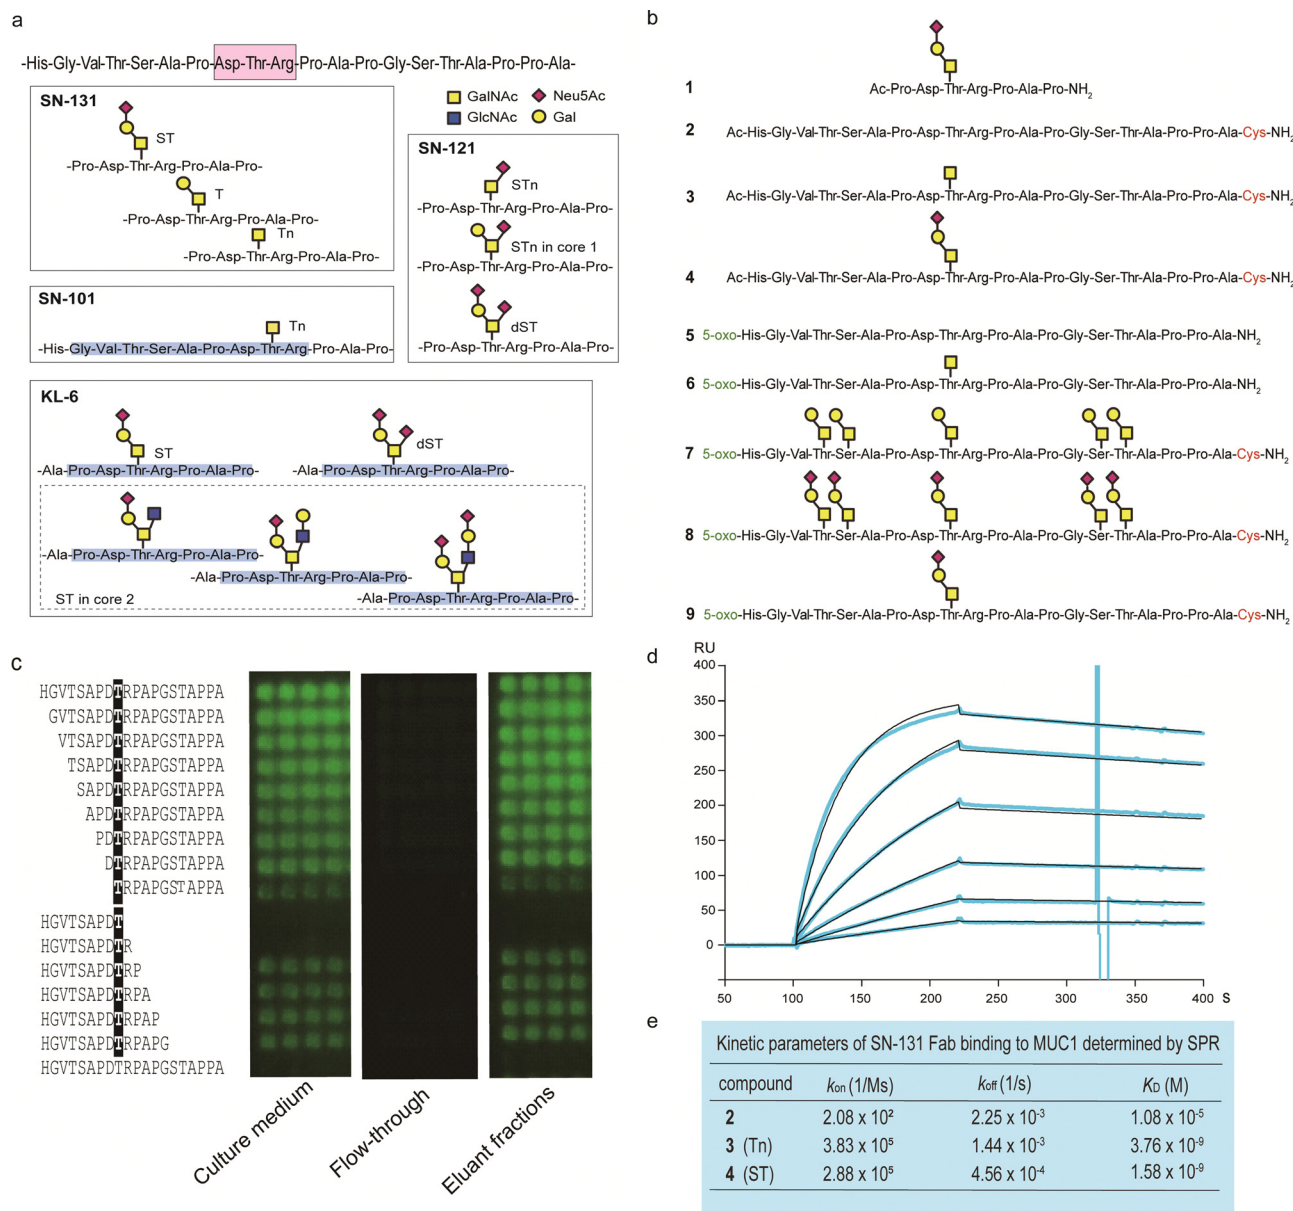 a
-His-Gly-Val-Thr-Ser-Ala-Pro-Asp-Thr-Arg-Pro-Ala-Pro-Gly-Ser-Thr-Ala-Pro-Pro-Ala-
GalNAc
Neu5Ac
GlcNAc
Gal
SN-131
ST
-Pro-Asp-Thr-Arg-Pro-Ala-Pro-
T
-Pro-Asp-Thr-Arg-Pro-Ala-Pro-
Tn
-Pro-Asp-Thr-Arg-Pro-Ala-Pro-
SN-121
STn
-Pro-Asp-Thr-Arg-Pro-Ala-Pro-
STn in core 1
-Pro-Asp-Thr-Arg-Pro-Ala-Pro-
dST
-Pro-Asp-Thr-Arg-Pro-Ala-Pro-
SN-101
Tn
-His-Gly-Val-Thr-Ser-Ala-Pro-Asp-Thr-Arg-Pro-Ala-Pro-
KL-6
ST
-Ala-Pro-Asp-Thr-Arg-Pro-Ala-Pro-
dST
-Ala-Pro-Asp-Thr-Arg-Pro-Ala-Pro-
-Ala-Pro-Asp-Thr-Arg-Pro-Ala-Pro-
-Ala-Pro-Asp-Thr-Arg-Pro-Ala-Pro-
-Ala-Pro-Asp-Thr-Arg-Pro-Ala-Pro-
ST in core 2
b
1 Ac-Pro-Asp-Thr-Arg-Pro-Ala-Pro-NH2
2 Ac-His-Gly-Val-Thr-Ser-Ala-Pro-Asp-Thr-Arg-Pro-Ala-Pro-Gly-Ser-Thr-Ala-Pro-Pro-Ala-Cys-NH2
3 Ac-His-Gly-Val-Thr-Ser-Ala-Pro-Asp-Thr-Arg-Pro-Ala-Pro-Gly-Ser-Thr-Ala-Pro-Pro-Ala-Cys-NH2
4 Ac-His-Gly-Val-Thr-Ser-Ala-Pro-Asp-Thr-Arg-Pro-Ala-Pro-Gly-Ser-Thr-Ala-Pro-Pro-Ala-Cys-NH2
5 5-oxo-His-Gly-Val-Thr-Ser-Ala-Pro-Asp-Thr-Arg-Pro-Ala-Pro-Gly-Ser-Thr-Ala-Pro-Pro-Ala-NH2
6 5-oxo-His-Gly-Val-Thr-Ser-Ala-Pro-Asp-Thr-Arg-Pro-Ala-Pro-Gly-Ser-Thr-Ala-Pro-Pro-Ala-NH2
7 5-oxo-His-Gly-Val-Thr-Ser-Ala-Pro-Asp-Thr-Arg-Pro-Ala-Pro-Gly-Ser-Thr-Ala-Pro-Pro-Ala-Cys-NH2
8 5-oxo-His-Gly-Val-Thr-Ser-Ala-Pro-Asp-Thr-Arg-Pro-Ala-Pro-Gly-Ser-Thr-Ala-Pro-Pro-Ala-Cys-NH2
9 5-oxo-His-Gly-Val-Thr-Ser-Ala-Pro-Asp-Thr-Arg-Pro-Ala-Pro-Gly-Ser-Thr-Ala-Pro-Pro-Ala-Cys-NH2
c
HGVTSAPDTRPAPGSTAPPA
GVTSAPDTRPAPGSTAPPA
VTSAPDTRPAPGSTAPPA
TSAPDTRPAPGSTAPPA
SAPDTRPAPGSTAPPA
APDTRPAPGSTAPPA
PDTRPAPGSTAPPA
DTRPAPGSTAPPA
TRPAPGSTAPPA
HGVTSAPDT
HGVTSAPDTR
HGVTSAPDTRP
HGVTSAPDTRPA
HGVTSAPDTRPAP
HGVTSAPDTRPAPG
HGVTSAPDTRPAPGSTAPPA
Culture medium
Flow-through
Eluant fractions
d
RU
400
350
300
250
200
150
100
50
0
50 100 150 200 250 300 350 400 s
e
Kinetic parameters of SN-131 Fab binding to MUC1 determined by SPR
compound kon (1/Ms) koff (1/s) KD (M)
2 2.08 x 10² 2.25 x 10⁻³ 1.08 x 10⁻⁵
3 (Tn) 3.83 x 10⁵ 1.44 x 10⁻³ 3.76 x 10⁻⁹
4 (ST) 2.88 x 10⁵ 4.56 x 10⁻⁴ 1.58 x 10⁻⁹